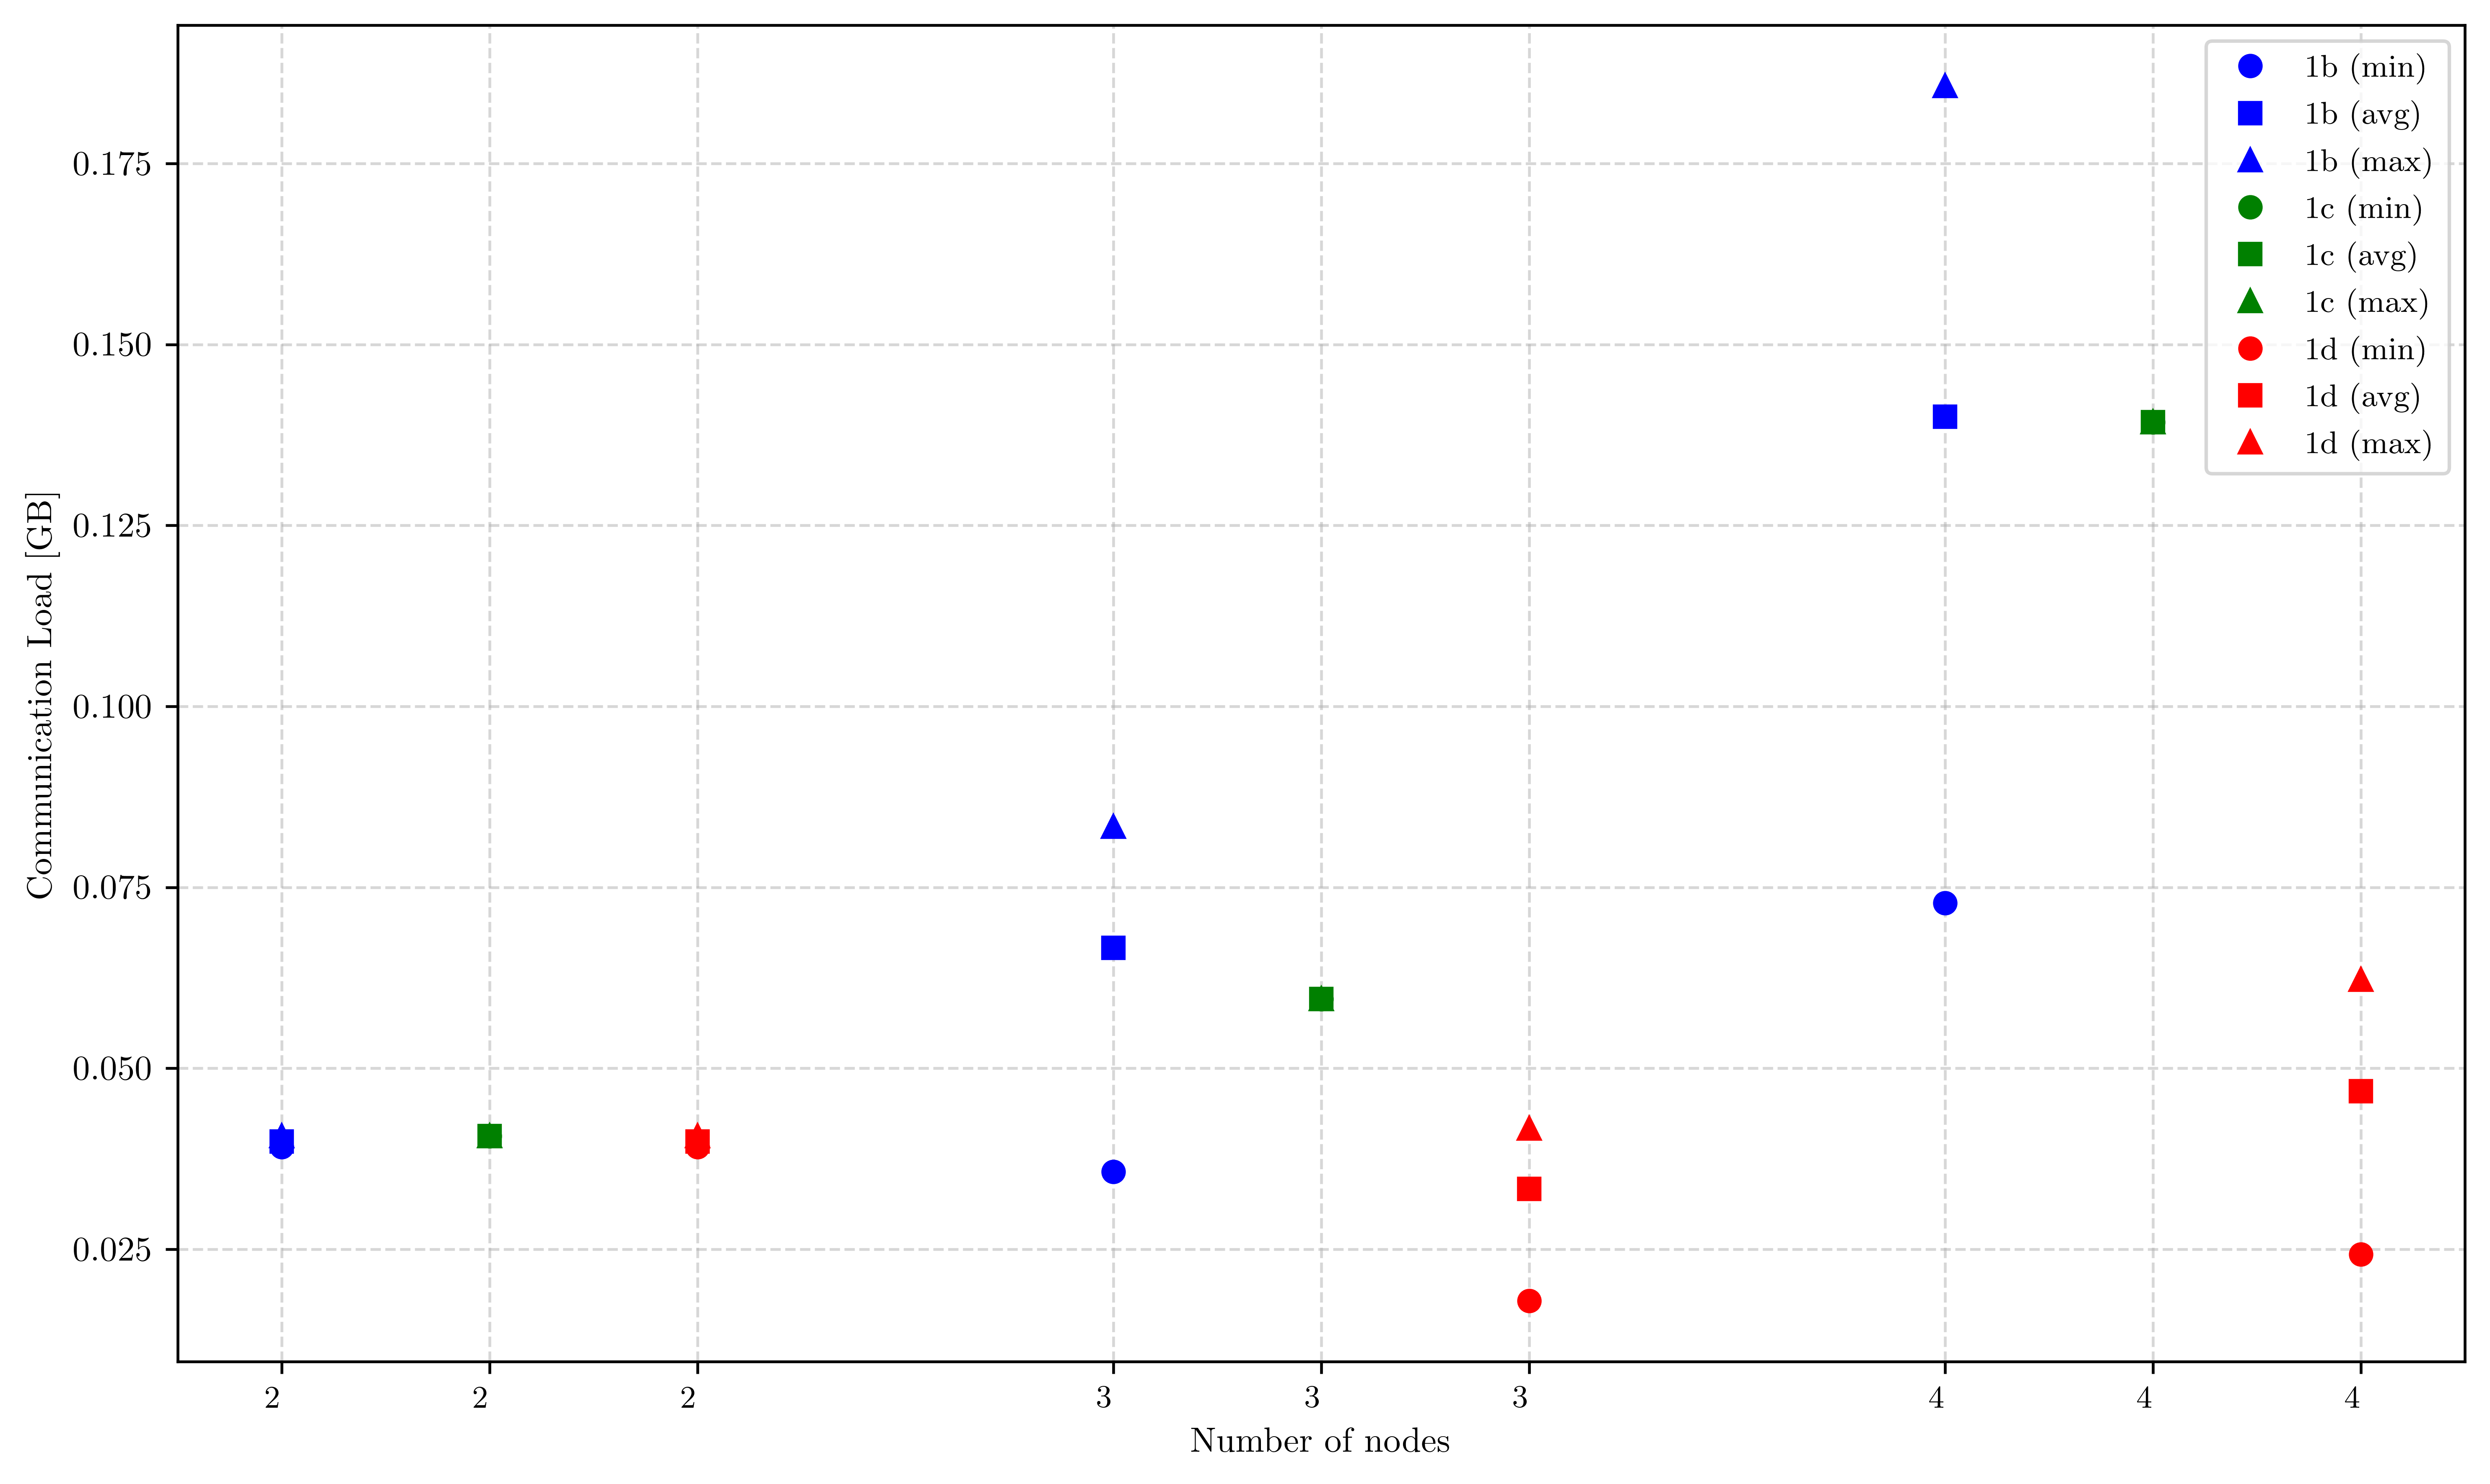 Communication Load [GB]
0.175
0.150
0.125
0.100
0.075
0.050
0.025
1b (min)
1b (avg)
1b (max)
1c (min)
1c (avg)
1c (max)
1d (min)
1d (avg)
1d (max)
2 2 2 3 3 3 4 4 4
Number of nodes